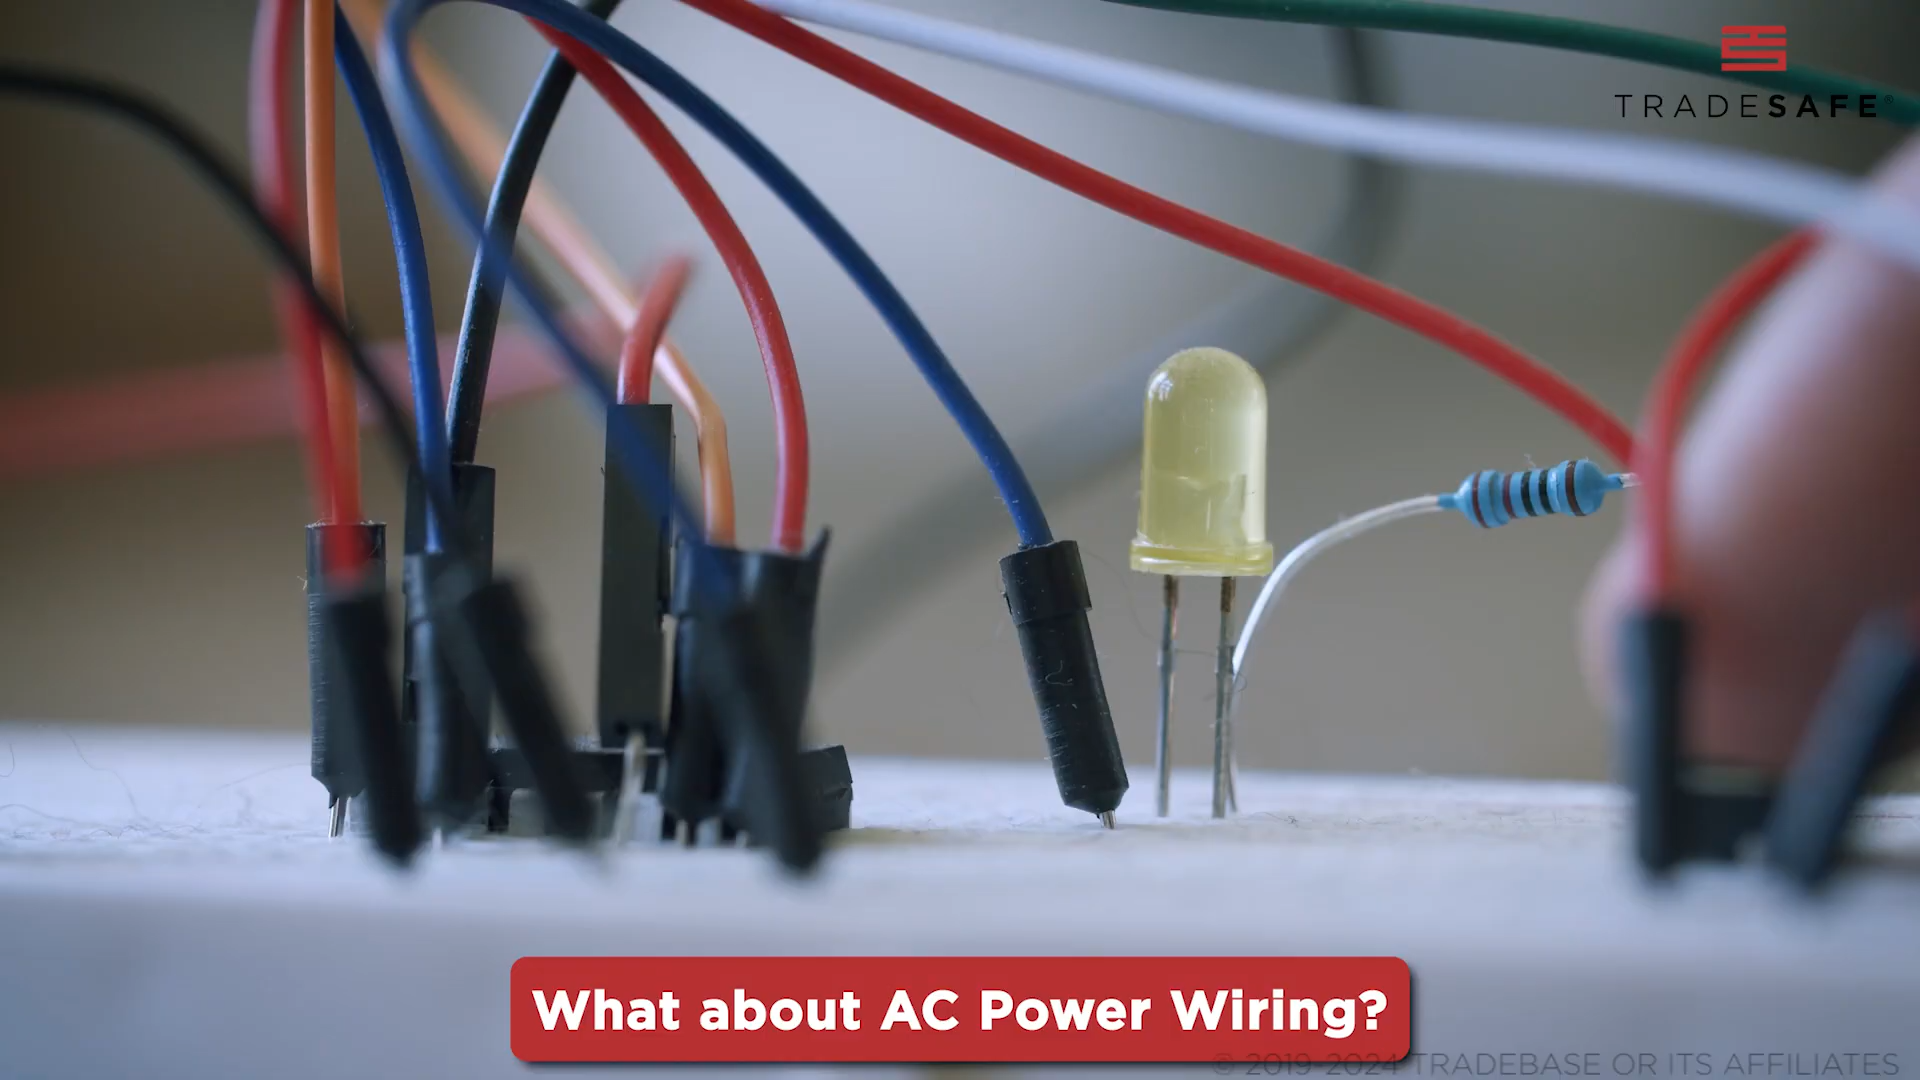 TRADESAFE®
What about AC Power Wiring?
© 2019-2024 TRADEBASE OR ITS AFFILIATES